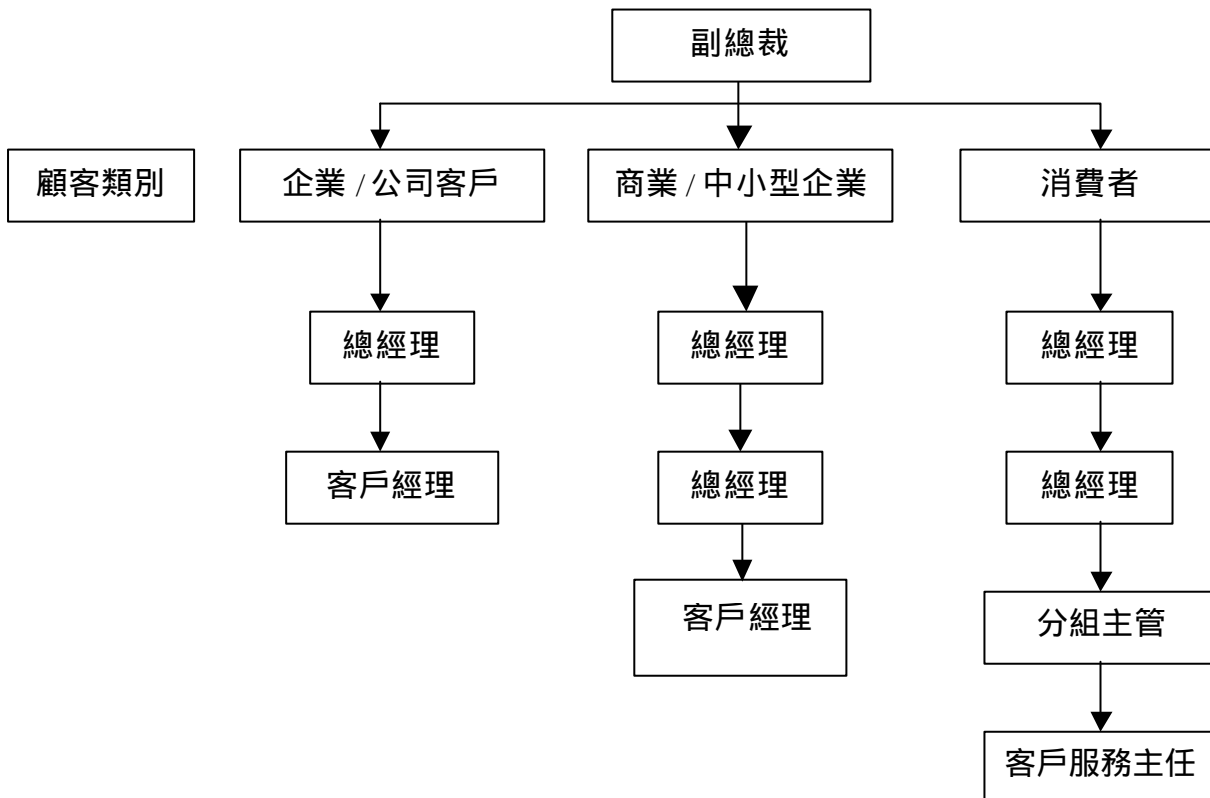 副總裁
顧客類別
企業 / 公司客戶
商業 / 中小型企業
消費者
總經理
總經理
總經理
客戶經理
總經理
總經理
客戶經理
分組主管
客戶服務主任